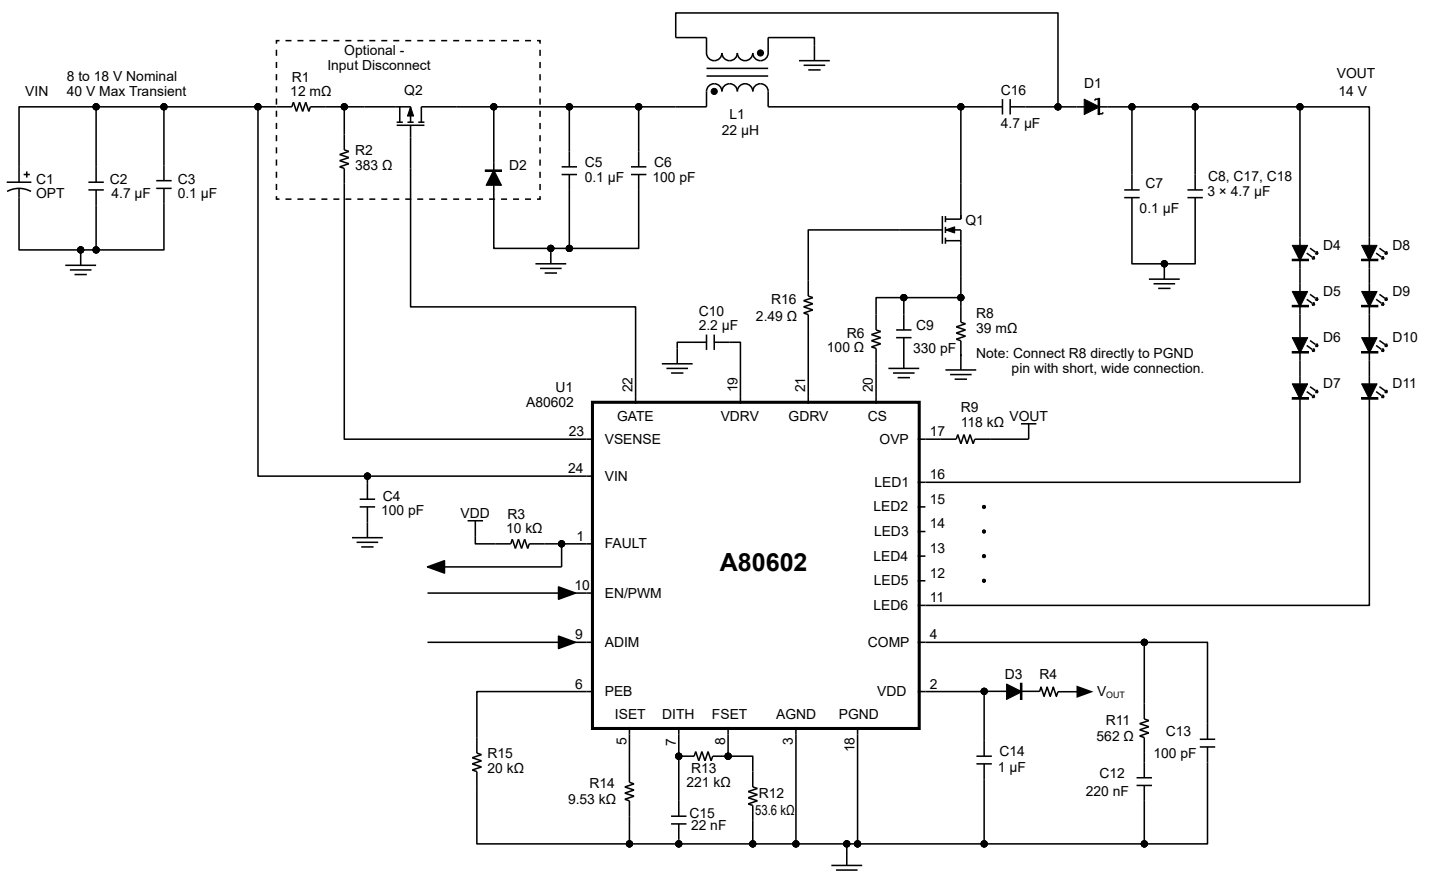 VIN
8 to 18 V Nominal
40 V Max Transient
Optional -
Input Disconnect
R1
12 mΩ
Q2
R2
383 Ω
D2
C1
OPT
+
C2
4.7 µF
C3
0.1 µF
C5
0.1 µF
C6
100 pF
L1
22 µH
C16
4.7 µF
D1
VOUT
14 V
C7
0.1 µF
C8, C17, C18
3 × 4.7 µF
Q1
D4
D5
D6
D7
D8
D9
D10
D11
R16
2.49 Ω
R6
100 Ω
C9
330 pF
R8
39 mΩ
Note: Connect R8 directly to PGND
pin with short, wide connection.
C10
2.2 µF
U1
A80602
22
19
21
20
GATE
VDRV
GDRV
CS
23
VSENSE
24
VIN
C4
100 pF
VDD
R3
10 kΩ
1
FAULT
10
EN/PWM
9
ADIM
6
PEB
A80602
OVP
17
R9
118 kΩ
VOUT
LED1
16
LED2
15
LED3
14
LED4
13
LED5
12
LED6
11
COMP
4
VDD
2
D3
R4
VOUT
ISET
DITH
FSET
AGND
PGND
5
7
8
3
18
R15
20 kΩ
R14
9.53 kΩ
R13
221 kΩ
C15
22 nF
R12
53.6 kΩ
C14
1 µF
R11
562 Ω
C12
220 nF
C13
100 pF